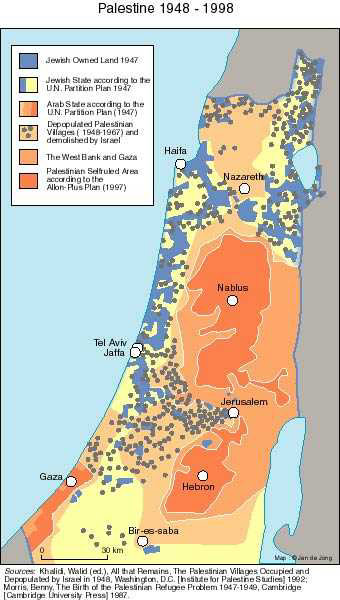 Palestine 1948 - 1998
Jewish Owned Land 1947
Jewish State according to the
U.N. Partition Plan 1947
Arab State according to the
U.N. Partition Plan (1947)
Depopulated Palestinian
Villages ( 1948-1967) and
demolished by Israel
The West Bank and Gaza
Palestinian Selfruled Area
according to the
Allon-Plus Plan (1997)
Haifa
Nazareth
Nablus
Tel Aviv
Jaffa
Jerusalem
Gaza
Hebron
Bir-es-saba
0 30 km
Map : © Jan de Jong
Sources: Khalidi, Walid (ed.), All that Remains, The Palestinian Villages Occupied and
Depopulated by Israel in 1948, Washington, D.C. [Institute for Palestine Studies] 1992;
Morris, Benny, The Birth of the Palestinian Refugee Problem 1947-1949, Cambridge
[Cambridge University Press] 1987.